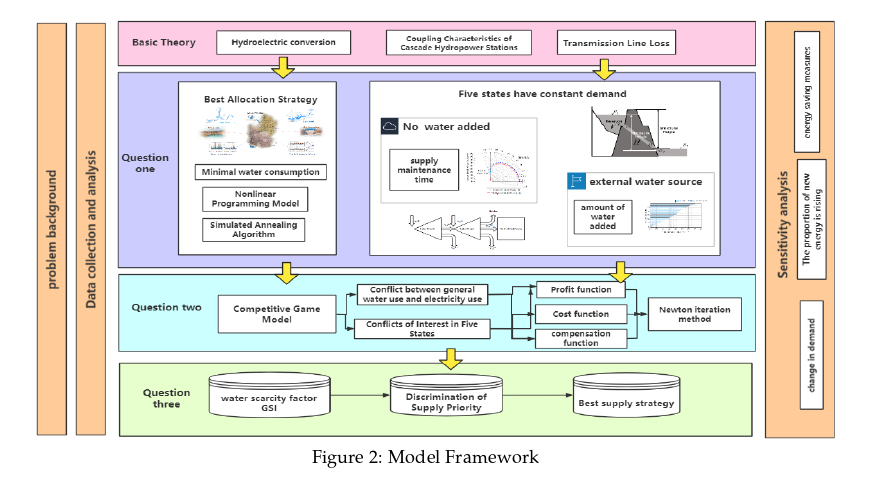 problem background
Data collection and analysis
Basic Theory
Hydroelectric conversion
Coupling Characteristics of
Cascade Hydropower Stations
Transmission Line Loss
Question
one
Best Allocation Strategy
Minimal water consumption
Nonlinear
Programming Model
Simulated Annealing
Algorithm
Five states have constant demand
No water added
supply
maintenance
time
external water source
amount of
water
added
Question two
Competitive Game
Model
Conflict between general
water use and electricity use
Conflicts of Interest in Five
States
Profit function
Cost function
compensation
function
Newton iteration
method
Question
three
water scarcity factor
GSI
Discrimination of
Supply Priority
Best supply strategy
Sensitivity analysis
energy saving measures
The proportion of new
energy is rising
change in demand
Figure 2: Model Framework